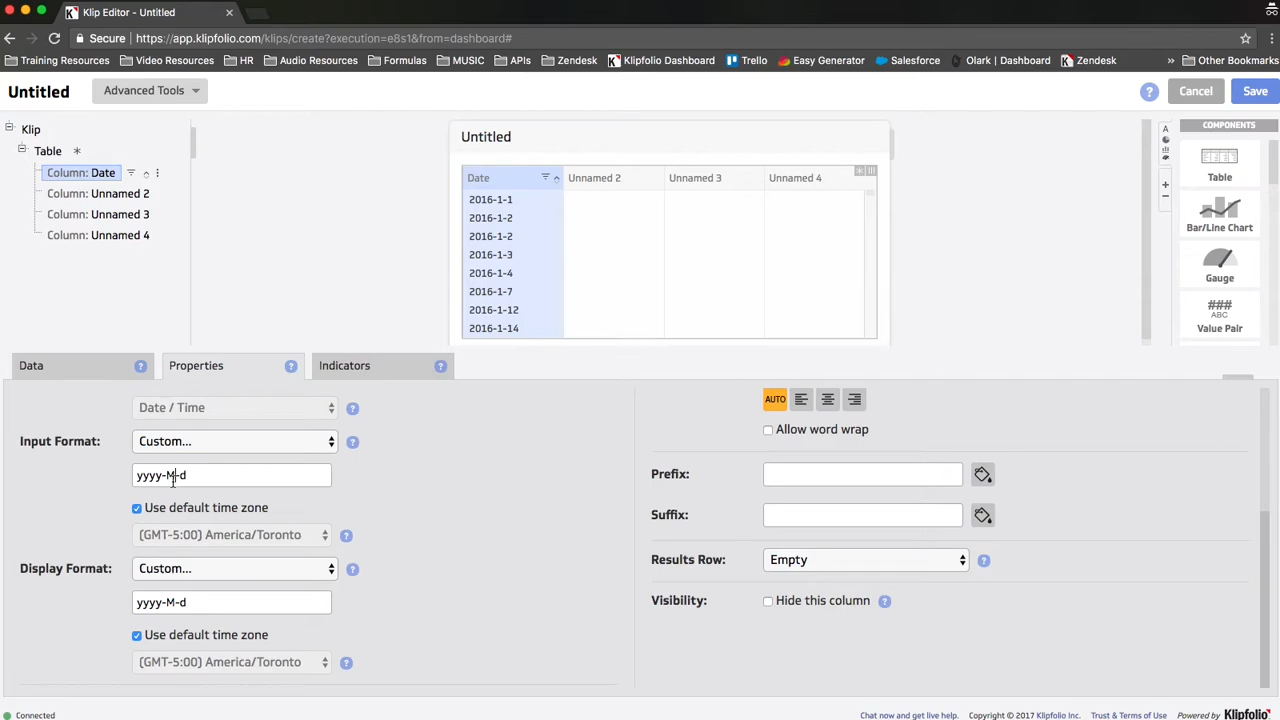 Klip Editor - Untitled
Secure https://app.klipfolio.com/klips/create?execution=e8s1&from=dashboard#
Training Resources Video Resources HR Audio Resources Formulas MUSIC APIs Zendesk Klipfolio Dashboard Trello Easy Generator Salesforce Olark | Dashboard Zendesk » Other Bookmarks
Untitled Advanced Tools ? Cancel Save
Klip
Table *
Column: Date
Column: Unnamed 2
Column: Unnamed 3
Column: Unnamed 4
Untitled
Date Unnamed 2 Unnamed 3 Unnamed 4
2016-1-1
2016-1-2
2016-1-2
2016-1-3
2016-1-4
2016-1-7
2016-1-12
2016-1-14
A
+
−
COMPONENTS
Table
Bar/Line Chart
Gauge
###
ABC
Value Pair
Data ? Properties ? Indicators ?
Date / Time ?
Input Format: Custom... ?
yyyy-M-d
Use default time zone
(GMT-5:00) America/Toronto ?
Display Format: Custom... ?
yyyy-M-d
Use default time zone
(GMT-5:00) America/Toronto ?
AUTO
Allow word wrap
Prefix:
Suffix:
Results Row: Empty ?
Visibility: Hide this column ?
Connected
Chat now and get live help. Copyright © 2017 Klipfolio Inc. Trust & Terms of Use Powered by Klipfolio